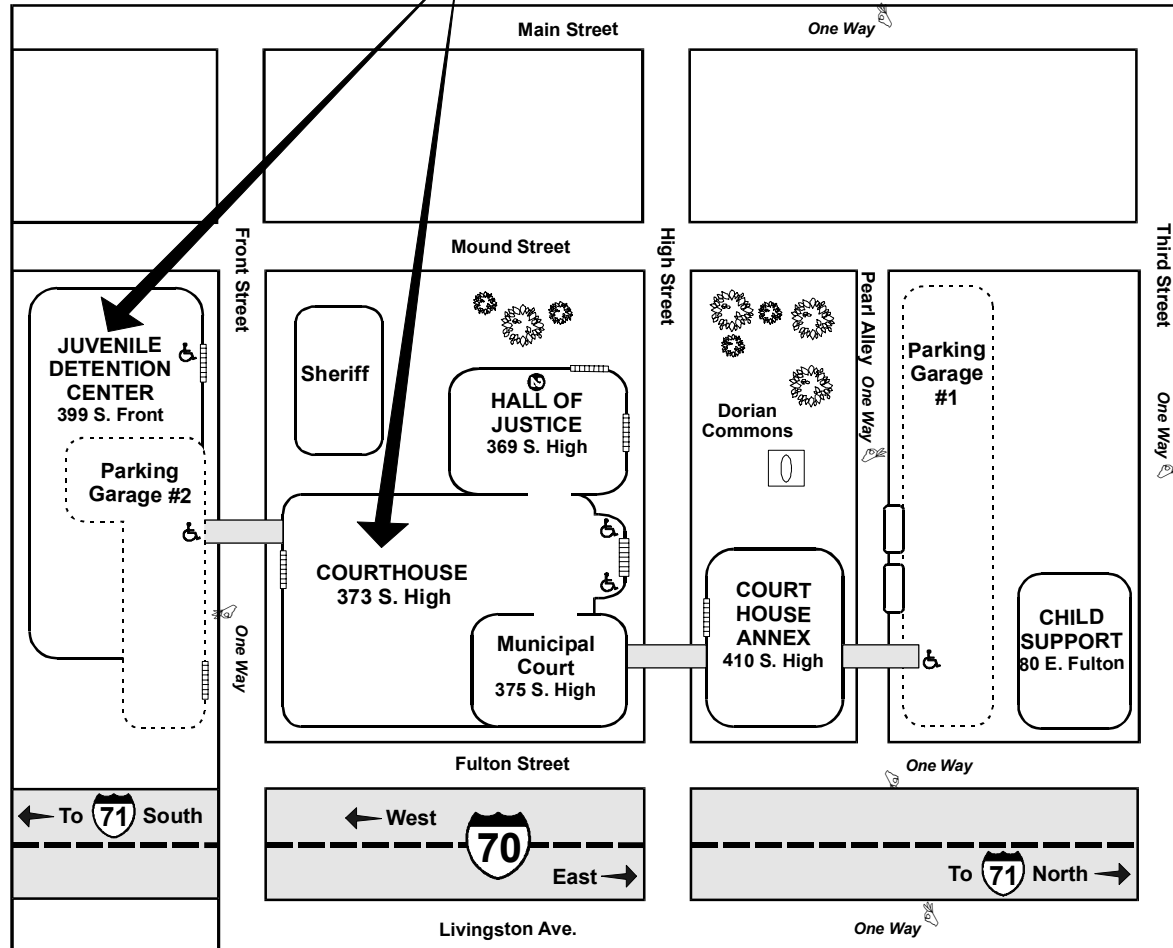 Main Street
One Way
Front Street
Mound Street
High Street
Third Street
Pearl Alley
One Way
One Way
JUVENILE
DETENTION
CENTER
399 S. Front
Parking
Garage #2
Sheriff
HALL OF
JUSTICE
369 S. High
Dorian
Commons
Parking
Garage
#1
COURTHOUSE
373 S. High
Municipal
Court
375 S. High
COURT
HOUSE
ANNEX
410 S. High
CHILD
SUPPORT
80 E. Fulton
One Way
Fulton Street
One Way
To 71 South
West
70
East
To 71 North
Livingston Ave.
One Way